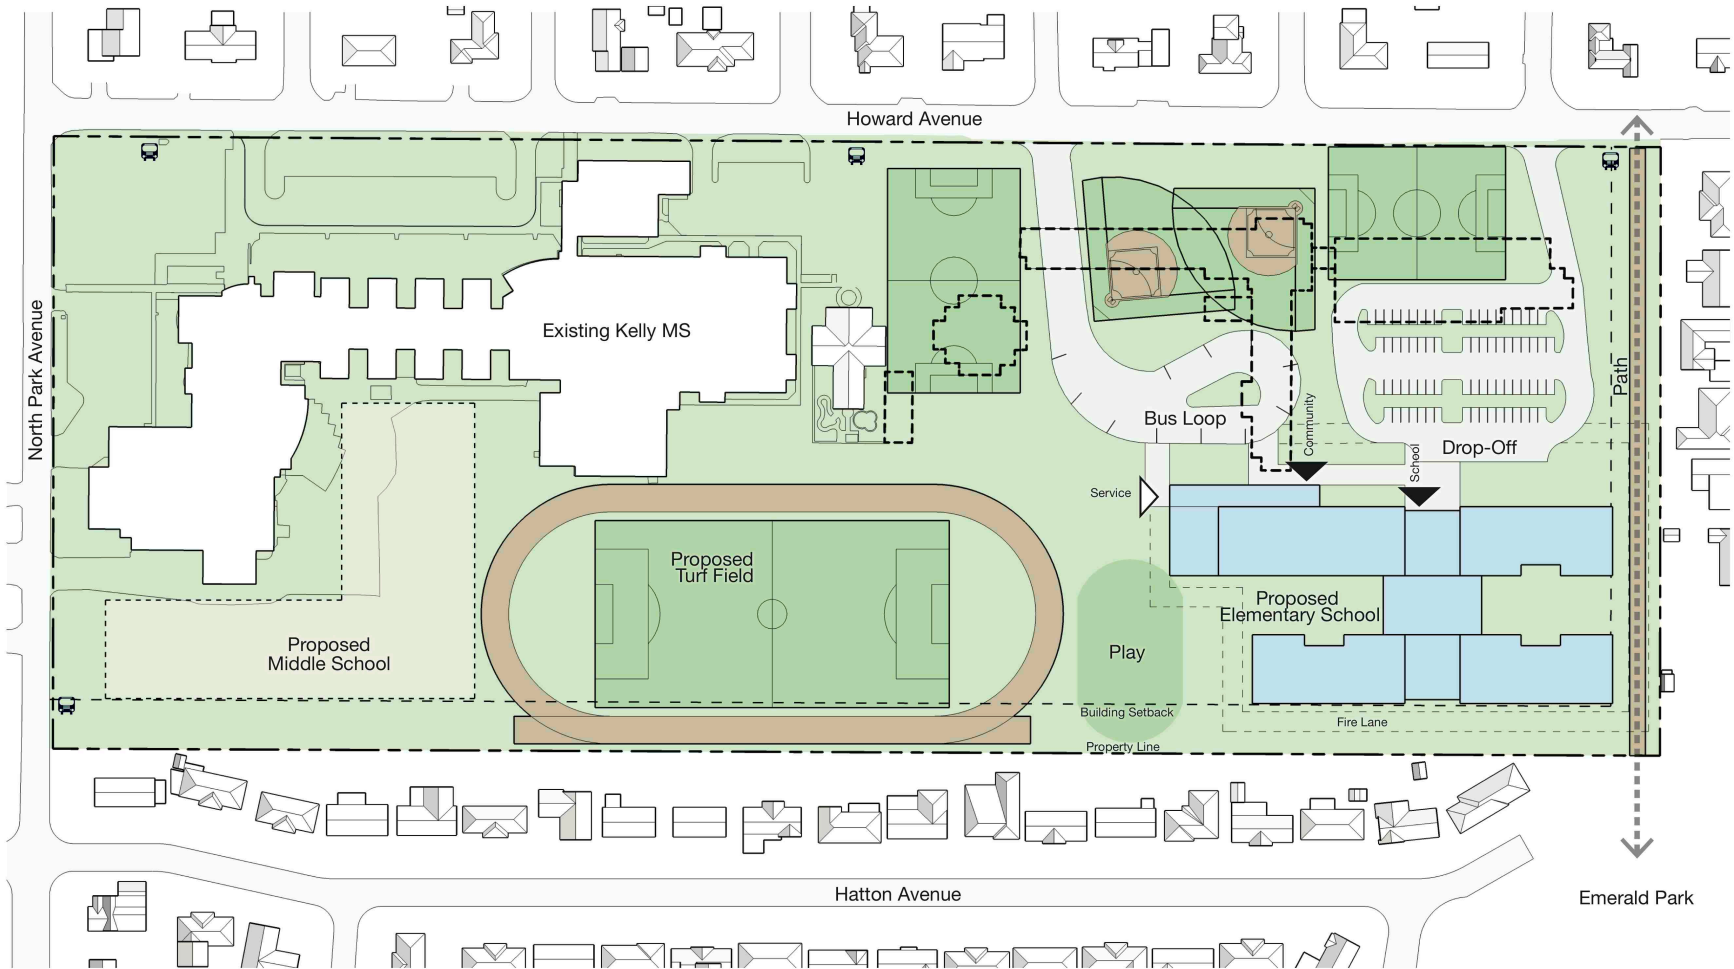 Howard Avenue
North Park Avenue
Existing Kelly MS
Path
Community
Bus Loop
School
Drop-Off
Service
Proposed
Turf Field
Proposed
Elementary School
Proposed
Middle School
Play
Building Setback
Fire Lane
Property Line
Hatton Avenue
Emerald Park